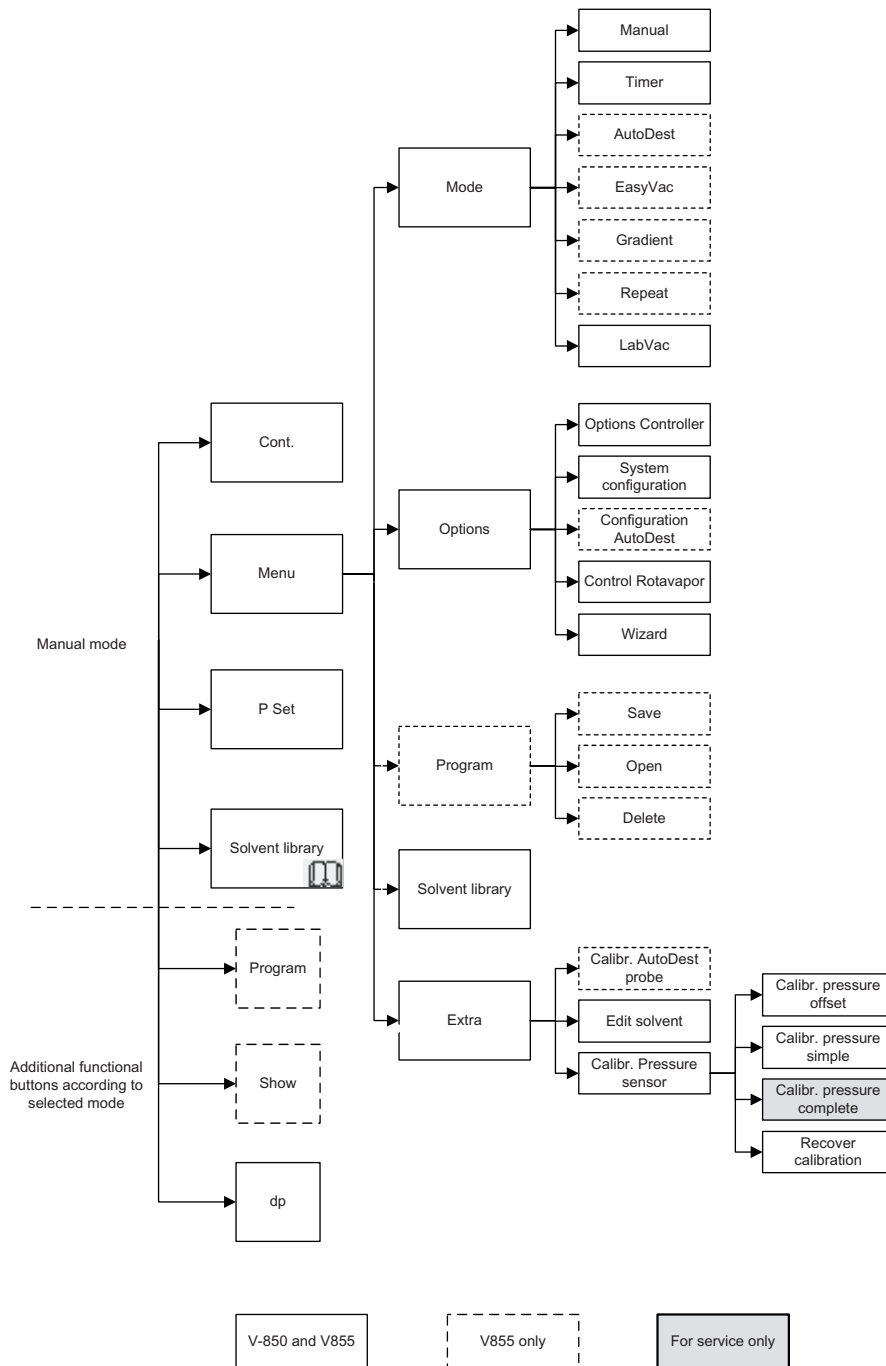 Manual
Timer
AutoDest
Mode
EasyVac
Gradient
Repeat
LabVac
Cont.
Options Controller
System
configuration
Options
Configuration
AutoDest
Menu
Control Rotavapor
Wizard
Manual mode
P Set
Save
Program
Open
Delete
Solvent library
Solvent library
Program
Calibr. AutoDest
probe
Calibr. pressure
offset
Extra
Edit solvent
Calibr. pressure
simple
Additional functional
buttons according to
selected mode
Show
Calibr. Pressure
sensor
Calibr. pressure
complete
Recover
calibration
dp
V-850 and V855
V855 only
For service only